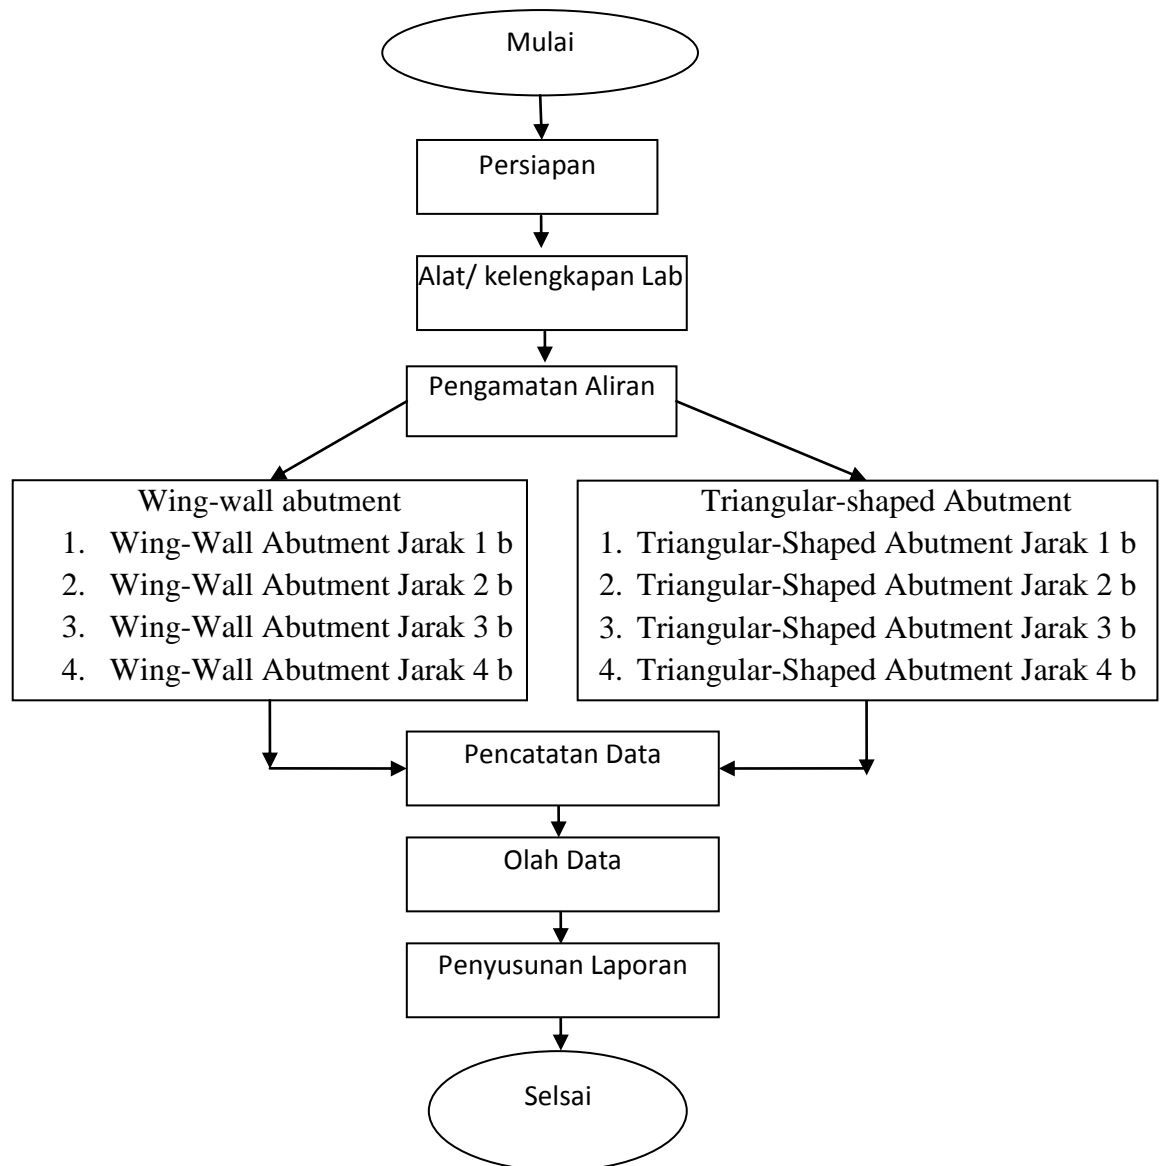 Mulai
Persiapan
Alat/ kelengkapan Lab
Pengamatan Aliran
Wing-wall abutment
1. Wing-Wall Abutment Jarak 1 b
2. Wing-Wall Abutment Jarak 2 b
3. Wing-Wall Abutment Jarak 3 b
4. Wing-Wall Abutment Jarak 4 b
Triangular-shaped Abutment
1. Triangular-Shaped Abutment Jarak 1 b
2. Triangular-Shaped Abutment Jarak 2 b
3. Triangular-Shaped Abutment Jarak 3 b
4. Triangular-Shaped Abutment Jarak 4 b
Pencatatan Data
Olah Data
Penyusunan Laporan
Selsai